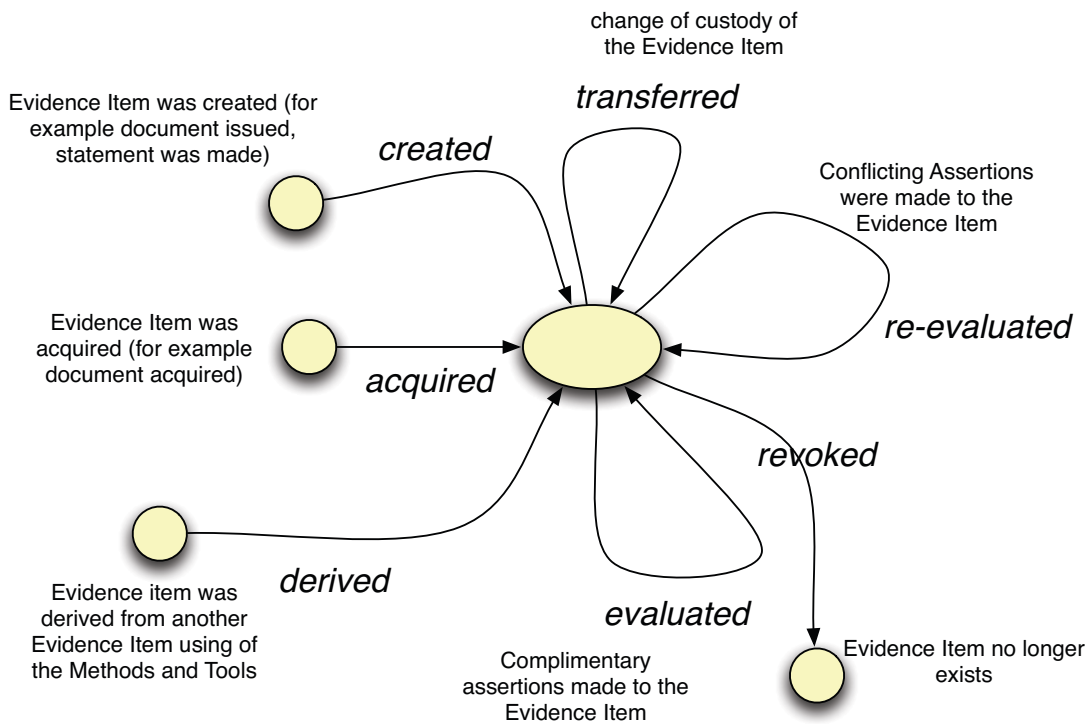 change of custody of
the Evidence Item
transferred
Evidence Item was created (for
example document issued,
statement was made)
created
Conflicting Assertions
were made to the
Evidence Item
re-evaluated
Evidence Item was
acquired (for example
document acquired)
acquired
revoked
derived
Evidence item was
derived from another
Evidence Item using of
the Methods and Tools
evaluated
Complimentary
assertions made to the
Evidence Item
Evidence Item no longer
exists